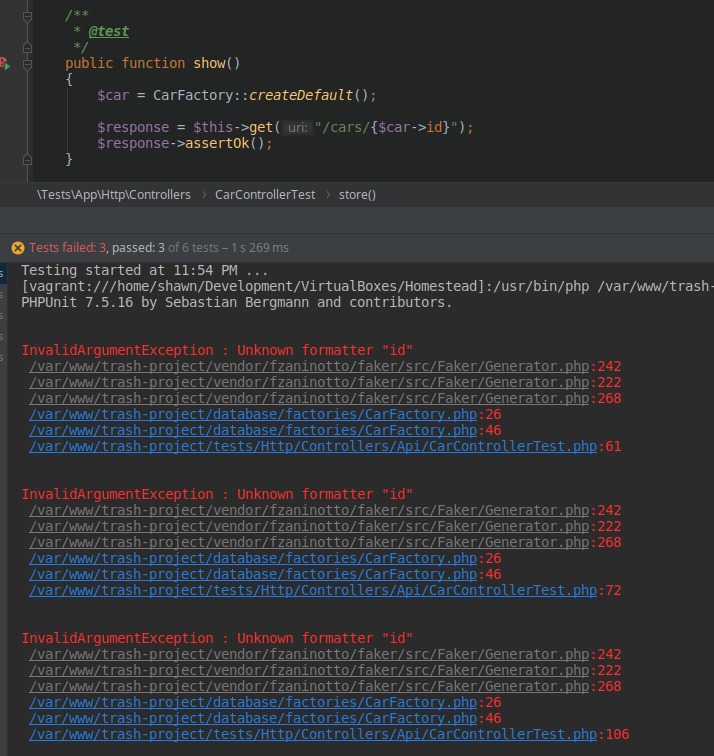 /**
* @test
*/
public function show()
{
$car = CarFactory::createDefault();
$response = $this->get( uri: "/cars/{$car->id}");
$response->assertOk();
}
\Tests\App\Http\Controllers › CarControllerTest › store()
Tests failed: 3, passed: 3 of 6 tests – 1 s 269 ms
Testing started at 11:54 PM ...
[vagrant:///home/shawn/Development/VirtualBoxes/Homestead]:/usr/bin/php /var/www/trash-
PHPUnit 7.5.16 by Sebastian Bergmann and contributors.
InvalidArgumentException : Unknown formatter "id"
/var/www/trash-project/vendor/fzaninotto/faker/src/Faker/Generator.php:242
/var/www/trash-project/vendor/fzaninotto/faker/src/Faker/Generator.php:222
/var/www/trash-project/vendor/fzaninotto/faker/src/Faker/Generator.php:268
/var/www/trash-project/database/factories/CarFactory.php:26
/var/www/trash-project/database/factories/CarFactory.php:46
/var/www/trash-project/tests/Http/Controllers/Api/CarControllerTest.php:61
InvalidArgumentException : Unknown formatter "id"
/var/www/trash-project/vendor/fzaninotto/faker/src/Faker/Generator.php:242
/var/www/trash-project/vendor/fzaninotto/faker/src/Faker/Generator.php:222
/var/www/trash-project/vendor/fzaninotto/faker/src/Faker/Generator.php:268
/var/www/trash-project/database/factories/CarFactory.php:26
/var/www/trash-project/database/factories/CarFactory.php:46
/var/www/trash-project/tests/Http/Controllers/Api/CarControllerTest.php:72
InvalidArgumentException : Unknown formatter "id"
/var/www/trash-project/vendor/fzaninotto/faker/src/Faker/Generator.php:242
/var/www/trash-project/vendor/fzaninotto/faker/src/Faker/Generator.php:222
/var/www/trash-project/vendor/fzaninotto/faker/src/Faker/Generator.php:268
/var/www/trash-project/database/factories/CarFactory.php:26
/var/www/trash-project/database/factories/CarFactory.php:46
/var/www/trash-project/tests/Http/Controllers/Api/CarControllerTest.php:106